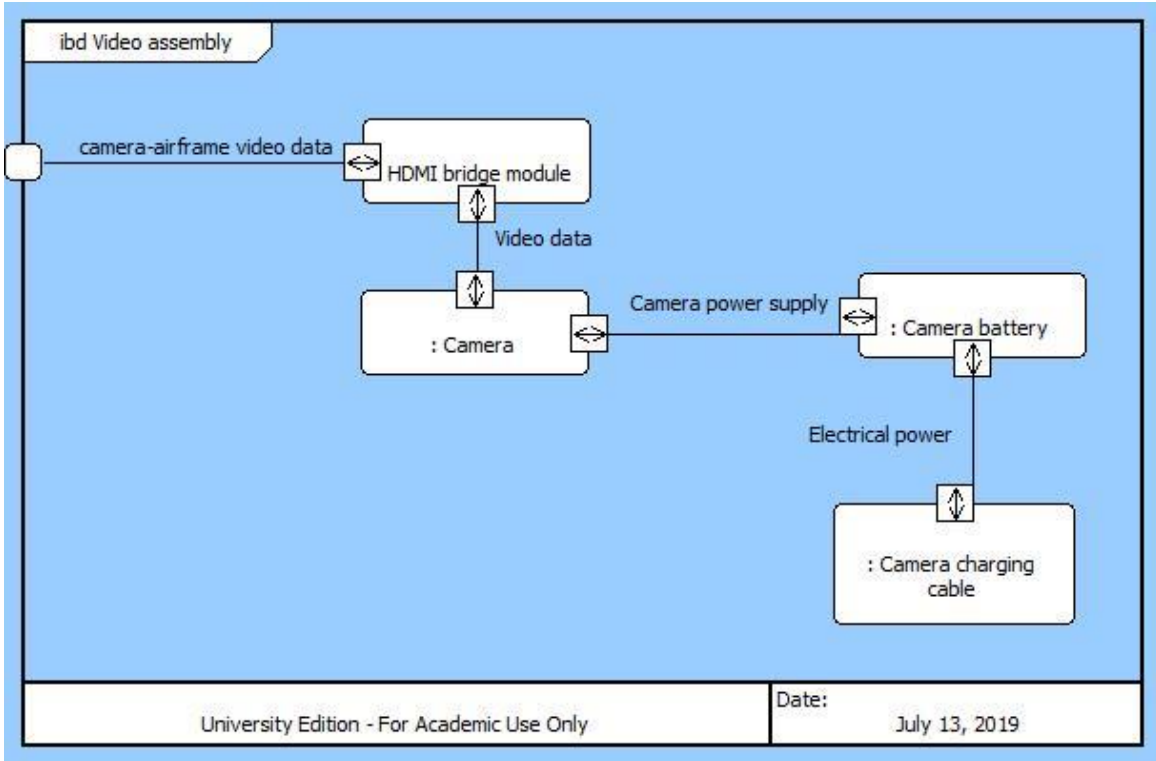 ibd Video assembly
camera-airframe video data
HDMI bridge module
Video data
Camera power supply
: Camera battery
: Camera
Electrical power
: Camera charging
cable
University Edition - For Academic Use Only
Date:
July 13, 2019